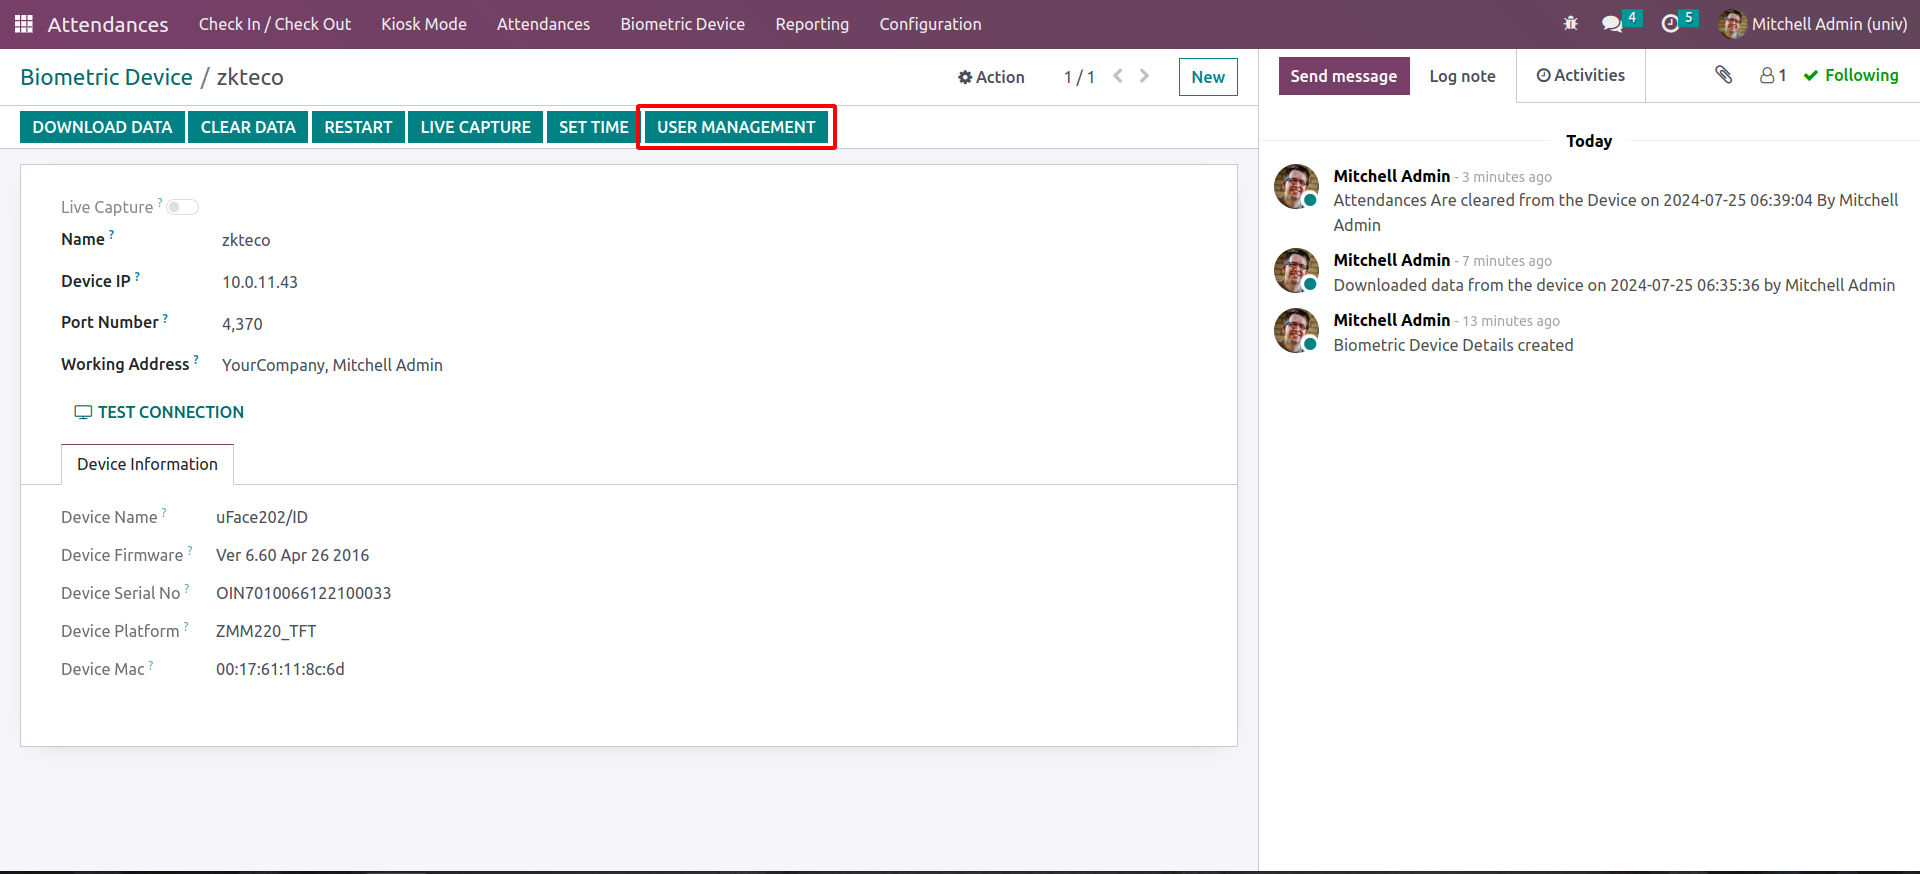 Attendances Check In / Check Out Kiosk Mode Attendances Biometric Device Reporting Configuration 4 5 Mitchell Admin (univ)
Biometric Device / zkteco Action 1 / 1 New
Send message Log note Activities 1 Following
DOWNLOAD DATA CLEAR DATA RESTART LIVE CAPTURE SET TIME USER MANAGEMENT
Live Capture ?
Name ? zkteco
Device IP ? 10.0.11.43
Port Number ? 4,370
Working Address ? YourCompany, Mitchell Admin
TEST CONNECTION
Device Information
Device Name ? uFace202/ID
Device Firmware ? Ver 6.60 Apr 26 2016
Device Serial No ? OIN7010066122100033
Device Platform ? ZMM220_TFT
Device Mac ? 00:17:61:11:8c:6d
Today
Mitchell Admin - 3 minutes ago
Attendances Are cleared from the Device on 2024-07-25 06:39:04 By Mitchell
Admin
Mitchell Admin - 7 minutes ago
Downloaded data from the device on 2024-07-25 06:35:36 by Mitchell Admin
Mitchell Admin - 13 minutes ago
Biometric Device Details created